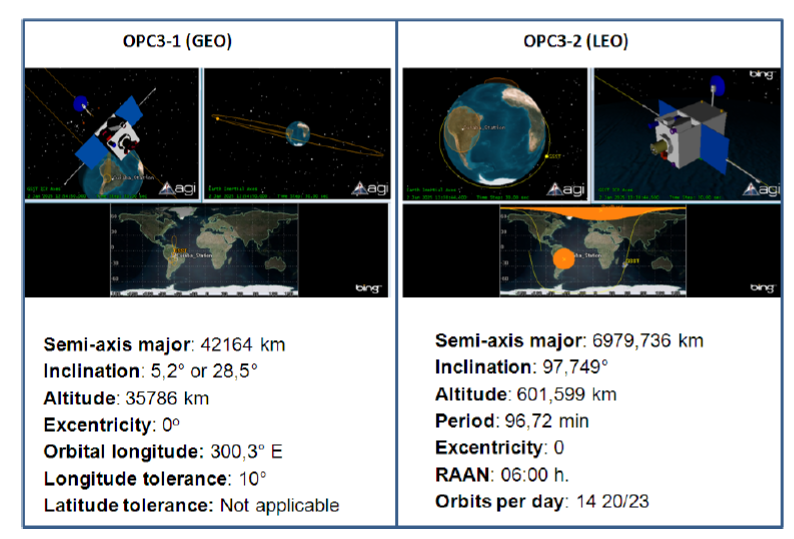 OPC3-1 (GEO)
agi
agi
bing
Semi-axis major: 42164 km
Inclination: 5,2° or 28,5°
Altitude: 35786 km
Excentricity: 0º
Orbital longitude: 300,3° E
Longitude tolerance: 10°
Latitude tolerance: Not applicable
OPC3-2 (LEO)
bing
agi
agi
bing
Semi-axis major: 6979,736 km
Inclination: 97,749°
Altitude: 601,599 km
Period: 96,72 min
Excentricity: 0
RAAN: 06:00 h.
Orbits per day: 14 20/23